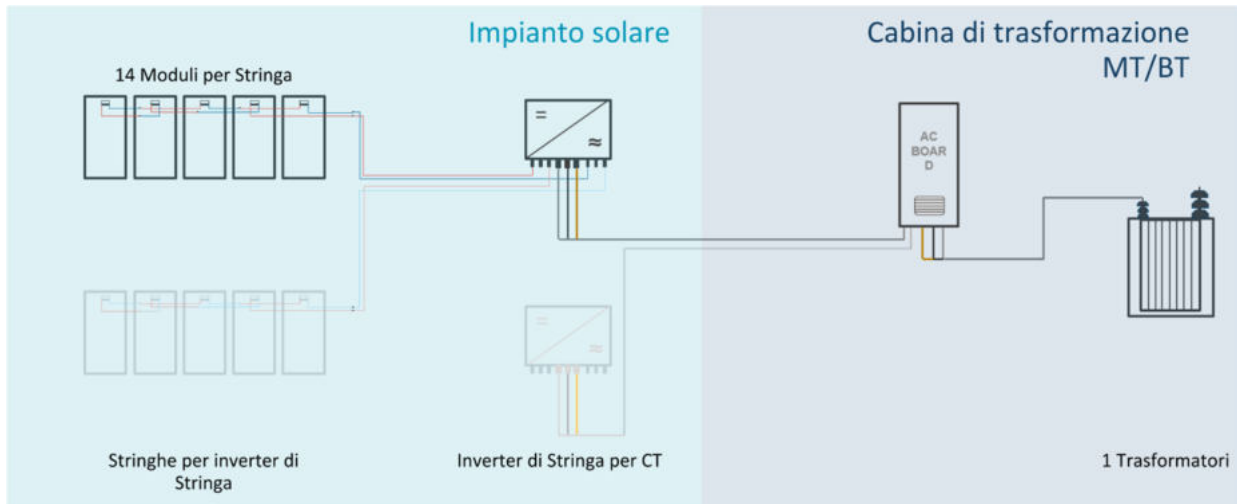 Impianto solare
Cabina di trasformazione
MT/BT
14 Moduli per Stringa
AC
BOAR
D
Stringhe per inverter di
Stringa
Inverter di Stringa per CT
1 Trasformatori